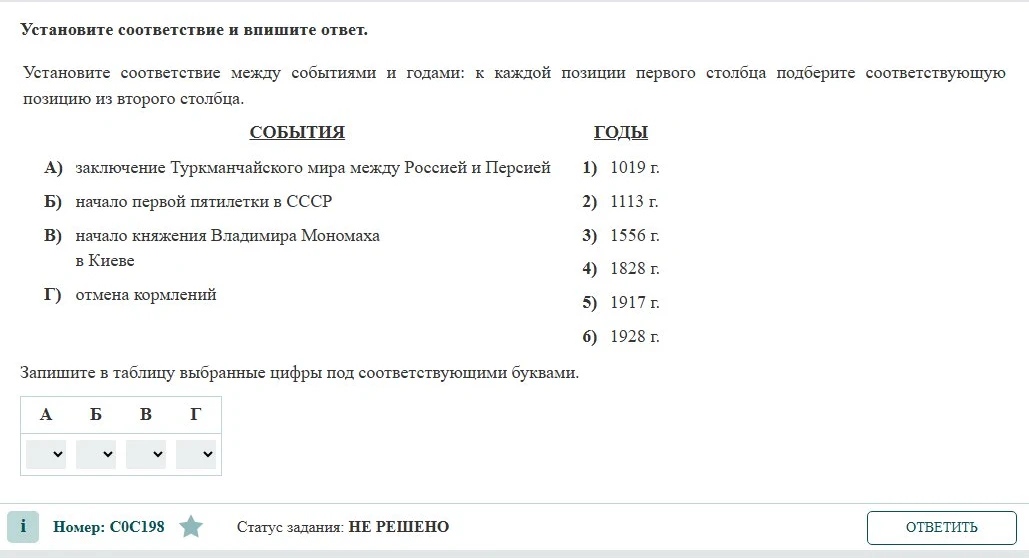 Установите соответствие и впишите ответ.
Установите соответствие между событиями и годами: к каждой позиции первого столбца подберите соответствующую
позицию из второго столбца.
СОБЫТИЯ
ГОДЫ
А) заключение Туркманчайского мира между Россией и Персией
Б) начало первой пятилетки в СССР
В) начало княжения Владимира Мономаха
в Киеве
Г) отмена кормлений
1) 1019 г.
2) 1113 г.
3) 1556 г.
4) 1828 г.
5) 1917 г.
6) 1928 г.
Запишите в таблицу выбранные цифры под соответствующими буквами.
А Б В Г
i Номер: C0C198 Статус задания: НЕ РЕШЕНО ОТВЕТИТЬ